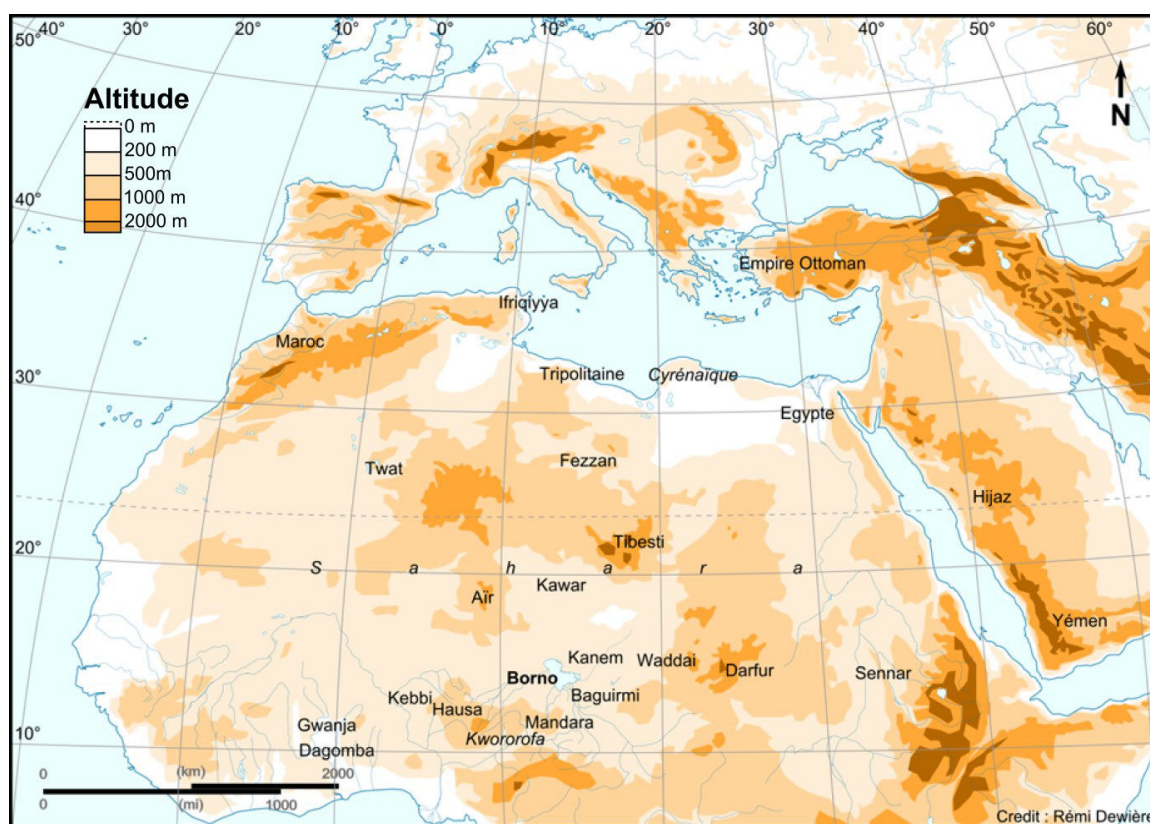 40°
30°
20°
10°
0°
10°
20°
30°
40°
50°
60°
50°
40°
30°
20°
10°
Altitude
0 m
200 m
500m
1000 m
2000 m
N
Empire Ottoman
Ifriqiyya
Maroc
Tripolitaine
Cyrénaïque
Egypte
Twat
Fezzan
Hijaz
Tibesti
S a h a r a
Kawar
Aïr
Yémen
Kanem
Waddai
Darfur
Sennar
Borno
Baguirmi
Kebbi
Hausa
Mandara
Gwanja
Kwororofa
Dagomba
0 (km) 2000
0 (mi) 1000
Credit : Rémi Dewière